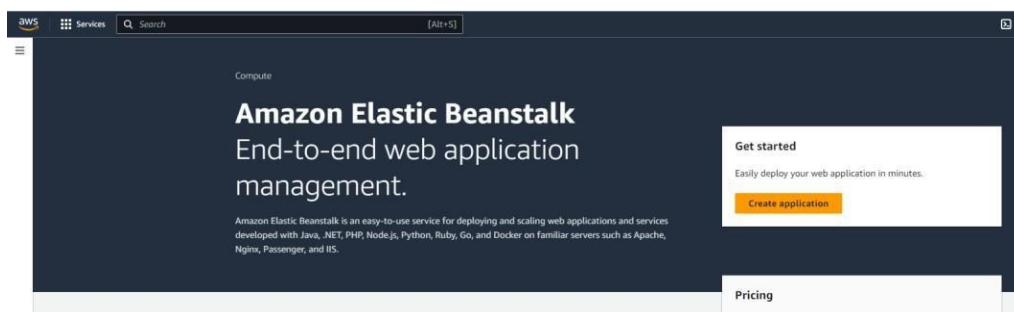 aws Services Search [Alt+S]
Compute
Amazon Elastic Beanstalk
End-to-end web application
management.
Amazon Elastic Beanstalk is an easy-to-use service for deploying and scaling web applications and services
developed with Java, .NET, PHP, Node.js, Python, Ruby, Go, and Docker on familiar servers such as Apache,
Nginx, Passenger, and IIS.
Get started
Easily deploy your web application in minutes.
Create application
Pricing